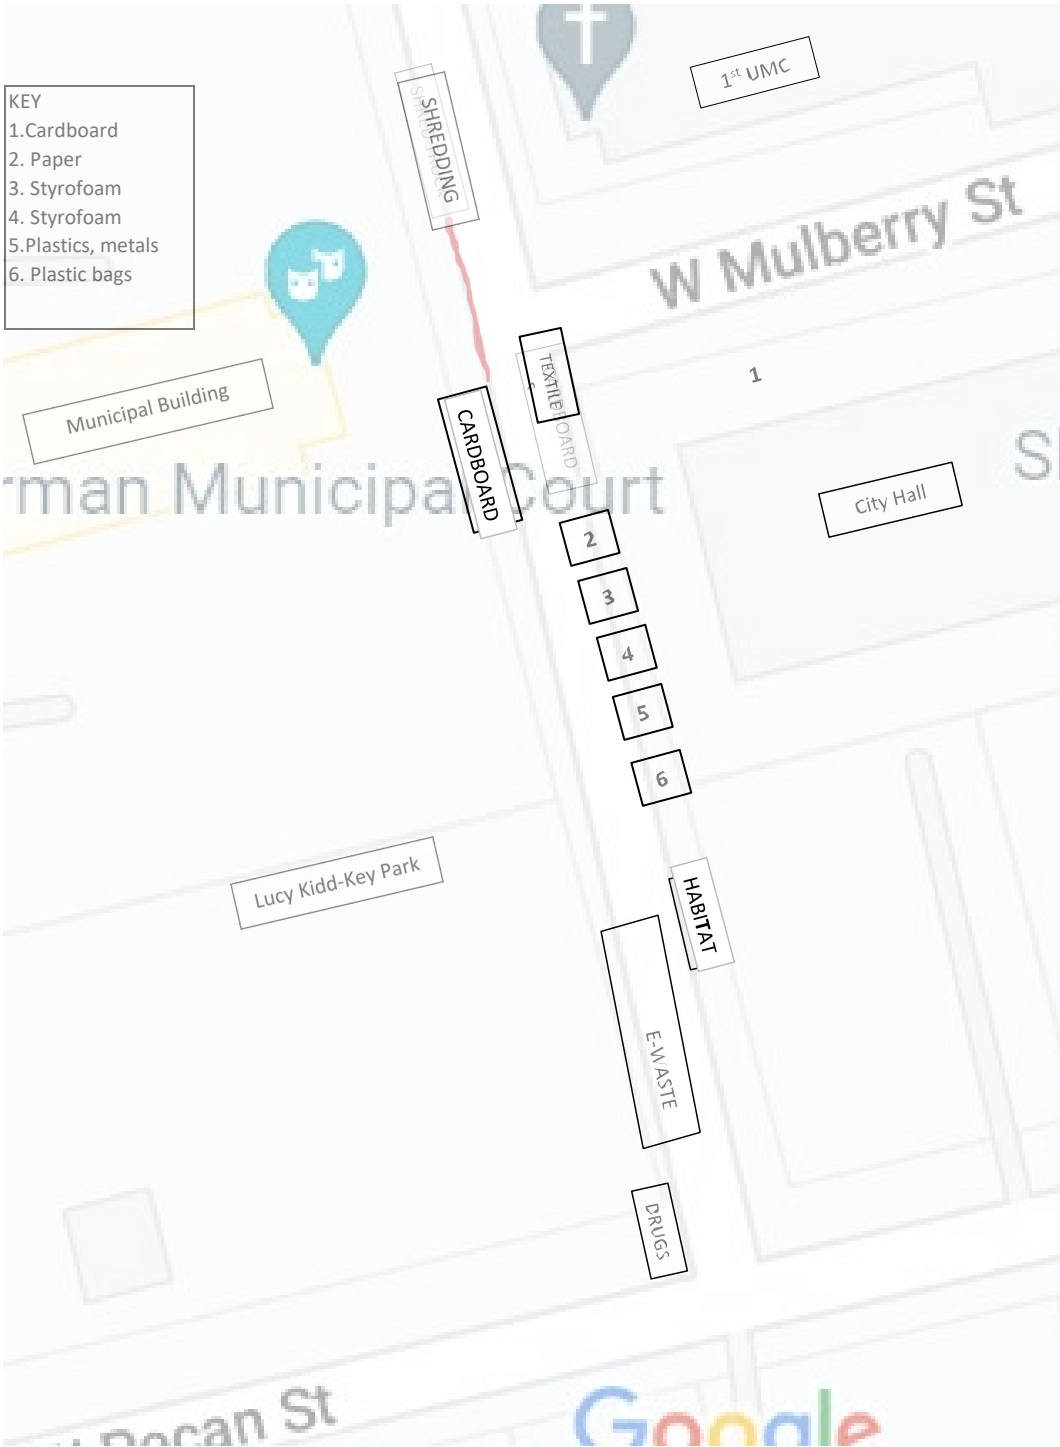 1st UMC
SHREDDING
KEY
1.Cardboard
2. Paper
3. Styrofoam
4. Styrofoam
5.Plastics, metals
6. Plastic bags
W Mulberry St
TEXTILE
s
1
Municipal Building
CARDBOARD
rman Municipal Court
City Hall
2
3
4
5
6
Lucy Kidd-Key Park
HABITAT
E-WASTE
DRUGS
Pecan St
Google